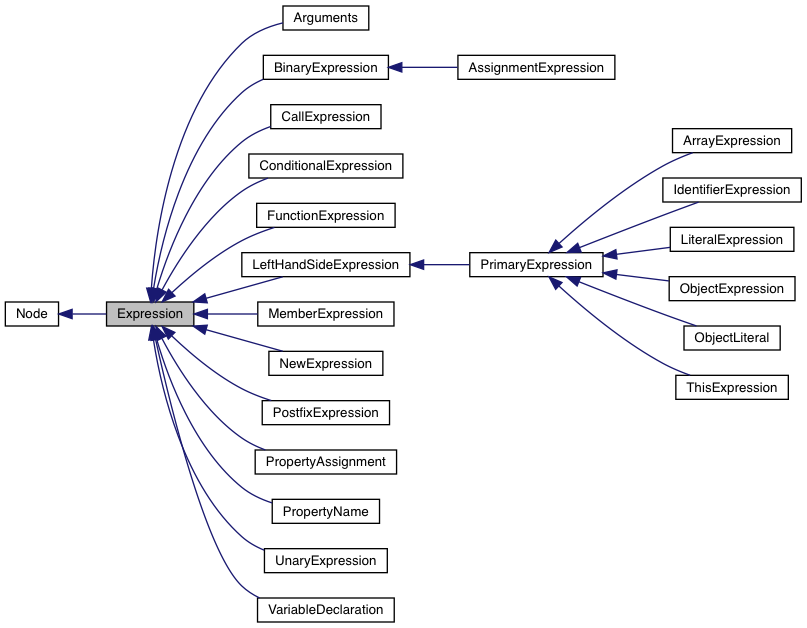 Arguments
BinaryExpression
AssignmentExpression
CallExpression
ArrayExpression
ConditionalExpression
IdentifierExpression
FunctionExpression
LiteralExpression
LeftHandSideExpression
PrimaryExpression
ObjectExpression
Node
Expression
MemberExpression
ObjectLiteral
NewExpression
ThisExpression
PostfixExpression
PropertyAssignment
PropertyName
UnaryExpression
VariableDeclaration